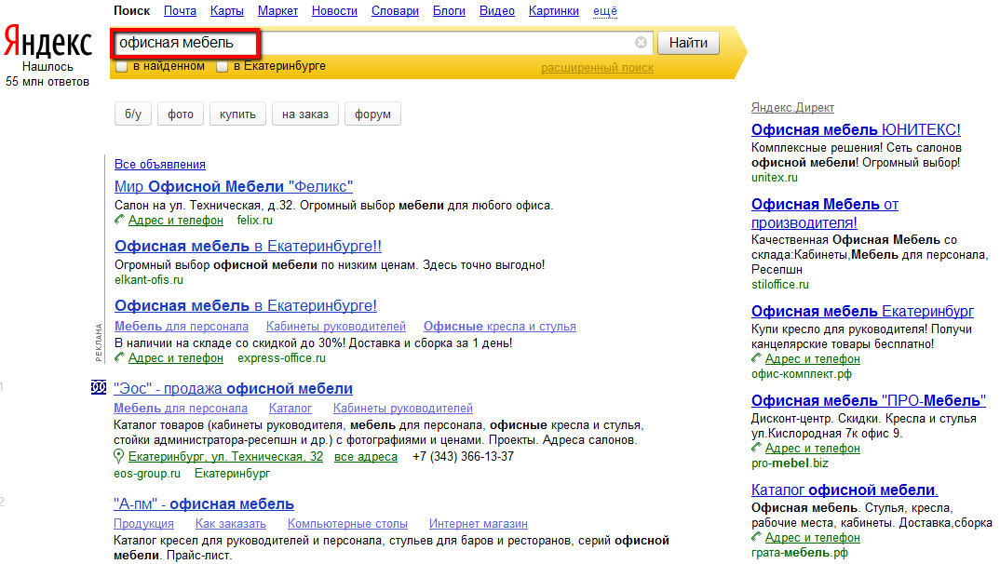 Поиск Почта Карты Маркет Новости Словари Блоги Видео Картинки ещё
Яндекс
офисная мебель
Найти
Нашлось
55 млн ответов
в найденном в Екатеринбурге
расширенный поиск
б/у фото купить на заказ форум
Все объявления
Мир Офисной Мебели "Феликс"
Салон на ул. Техническая, д.32. Огромный выбор мебели для любого офиса.
Адрес и телефон felix.ru
Офисная мебель в Екатеринбурге!!
Огромный выбор офисной мебели по низким ценам. Здесь точно выгодно!
elkant-ofis.ru
Офисная мебель в Екатеринбурге!
Мебель для персонала Кабинеты руководителей Офисные кресла и стулья
В наличии на складе со скидкой до 30%! Доставка и сборка за 1 день!
Адрес и телефон express-office.ru
РЕКЛАМА
1
"Эос" - продажа офисной мебели
Мебель для персонала Каталог Кабинеты руководителей
Каталог товаров (кабинеты руководителя, мебель для персонала, офисные кресла и стулья,
стойки администратора-ресепшн и др.) с фотографиями и ценами. Проекты. Адреса салонов.
Екатеринбург, ул. Техническая, 32 все адреса +7 (343) 366-13-37
eos-group.ru Екатеринбург
2
"А-пм" - офисная мебель
Продукция Как заказать Компьютерные столы Интернет магазин
Каталог кресел для руководителей и персонала, стульев для баров и ресторанов, серий офисной
мебели. Прайс-лист.
Яндекс.Директ
Офисная мебель ЮНИТЕКС!
Комплексные решения! Сеть салонов
офисной мебели! Огромный выбор!
unitex.ru
Офисная Мебель от
производителя!
Качественная Офисная Мебель со
склада:Кабинеты,Мебель для персонала,
Ресепшн
stiloffice.ru
Офисная мебель Екатеринбург
Купи кресло для руководителя! Получи
канцелярские товары бесплатно!
Адрес и телефон
офис-комплект.рф
Офисная мебель "ПРО-Мебель"
Дисконт-центр. Скидки. Кресла и стулья
ул.Кислородная 7к офис 9.
Адрес и телефон
pro-mebel.biz
Каталог офисной мебели.
Офисная мебель. Стулья, кресла,
рабочие места, кабинеты. Доставка,сборка
Адрес и телефон
грата-мебель.рф